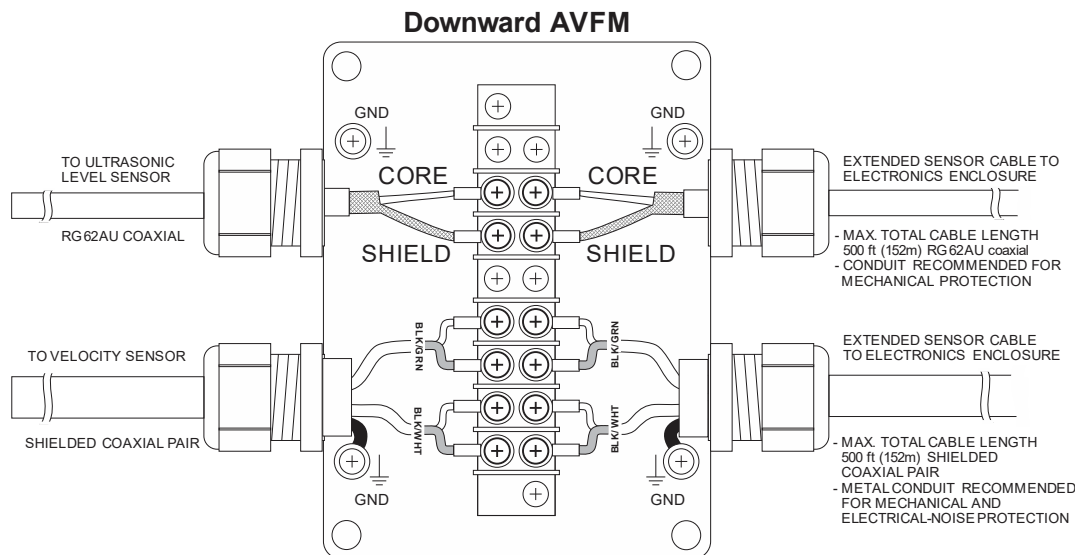 Downward AVFM
GND
GND
TO ULTRASONIC
LEVEL SENSOR
RG62AU COAXIAL
CORE
CORE
SHIELD
SHIELD
EXTENDED SENSOR CABLE TO
ELECTRONICS ENCLOSURE
- MAX. TOTAL CABLE LENGTH
500 ft (152m) RG62AU coaxial
- CONDUIT RECOMMENDED FOR
MECHANICAL PROTECTION
TO VELOCITY SENSOR
SHIELDED COAXIAL PAIR
BLK/GRN
BLK/GRN
BLK/WHT
BLK/WHT
GND
GND
EXTENDED SENSOR CABLE
TO ELECTRONICS ENCLOSURE
- MAX. TOTAL CABLE LENGTH
500 ft (152m) SHIELDED
COAXIAL PAIR
- METAL CONDUIT RECOMMENDED
FOR MECHANICAL AND
ELECTRICAL-NOISE PROTECTION